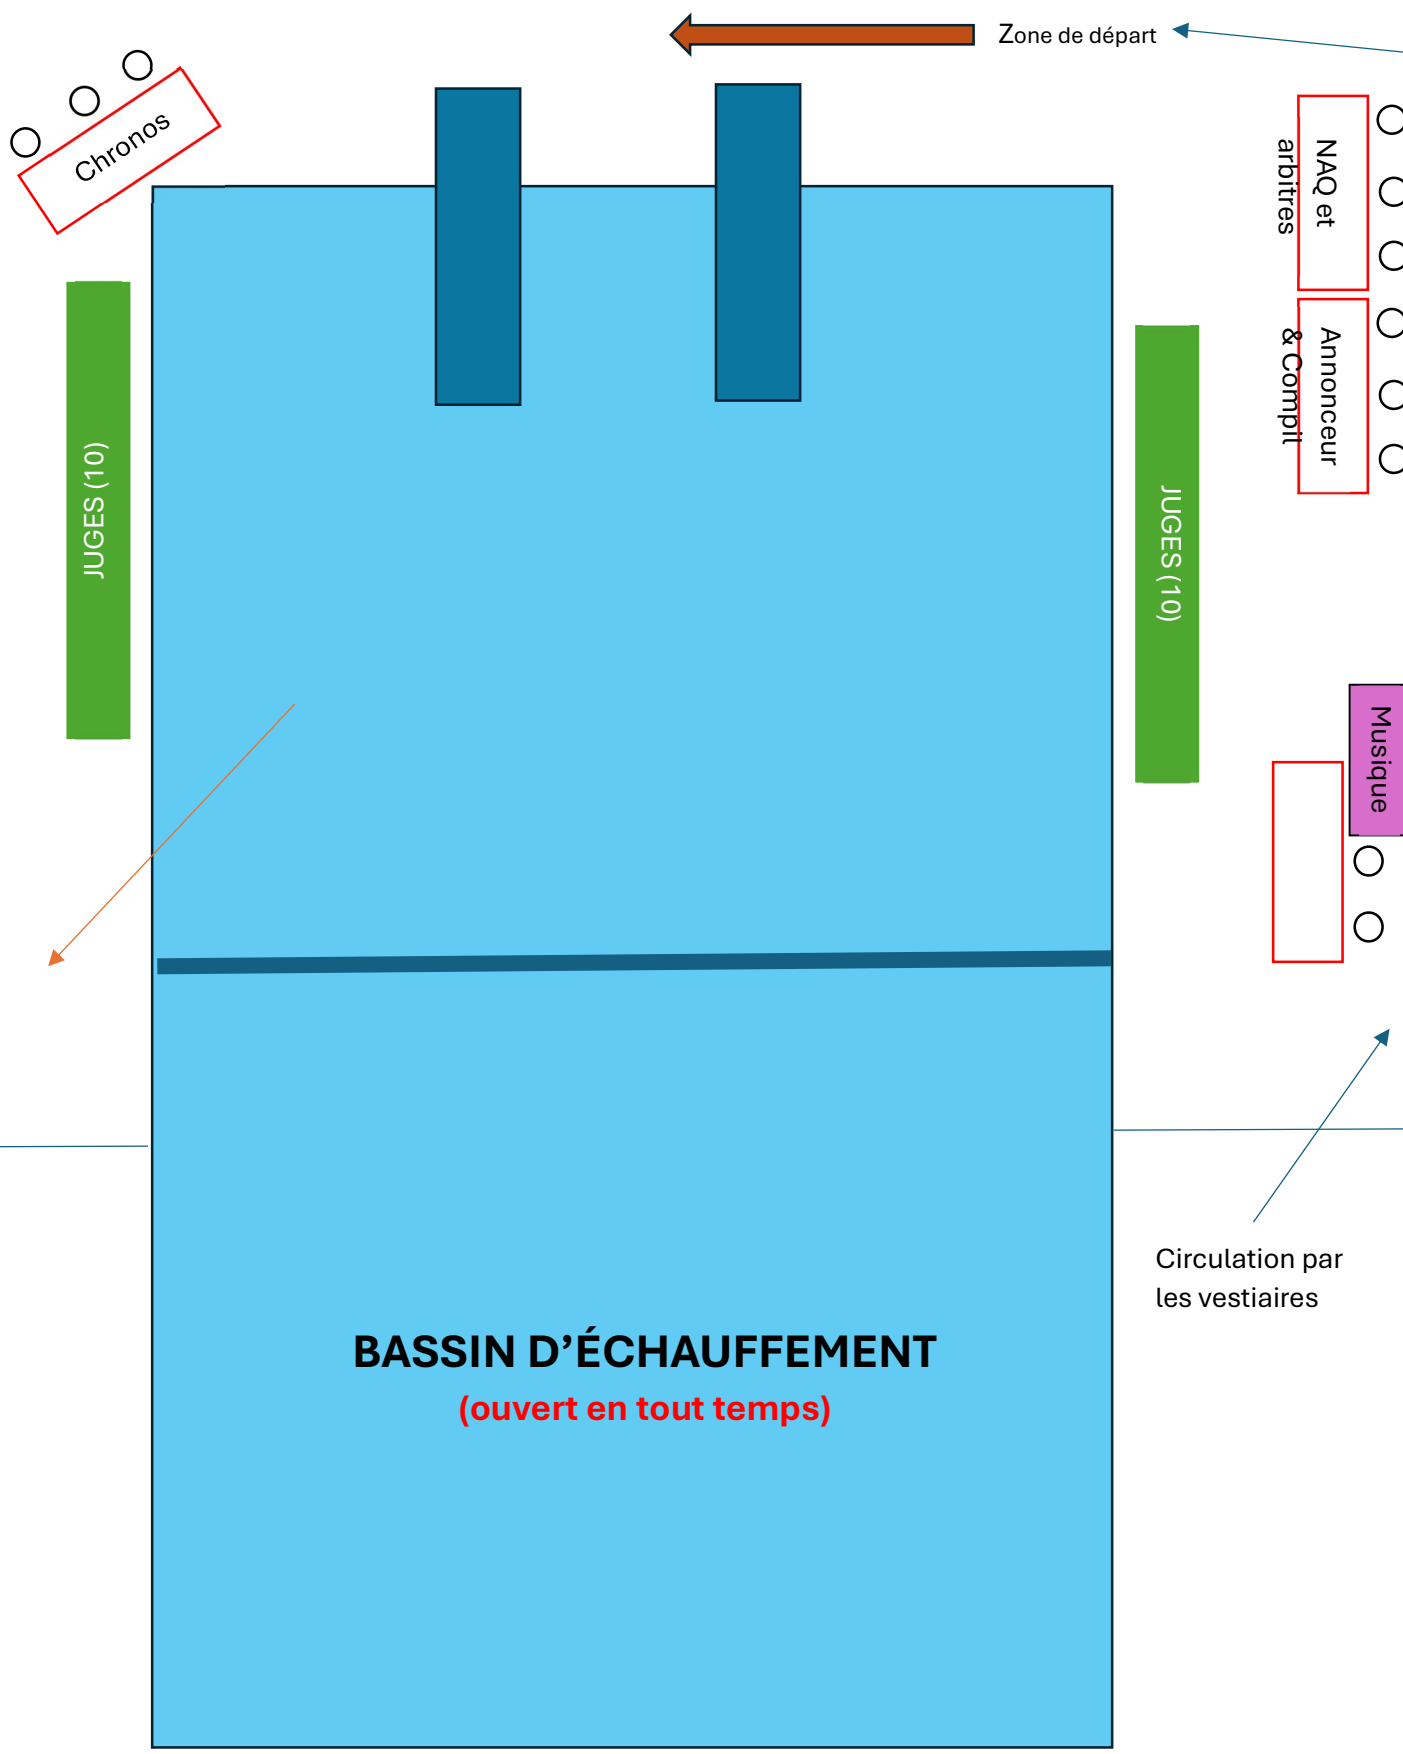 Zone de départ
Chronos
NAQ et
arbitres
Annonceur
& Compil
JUGES (10)
JUGES (10)
Musique
Circulation par
les vestiaires
BASSIN D’ÉCHAUFFEMENT
(ouvert en tout temps)